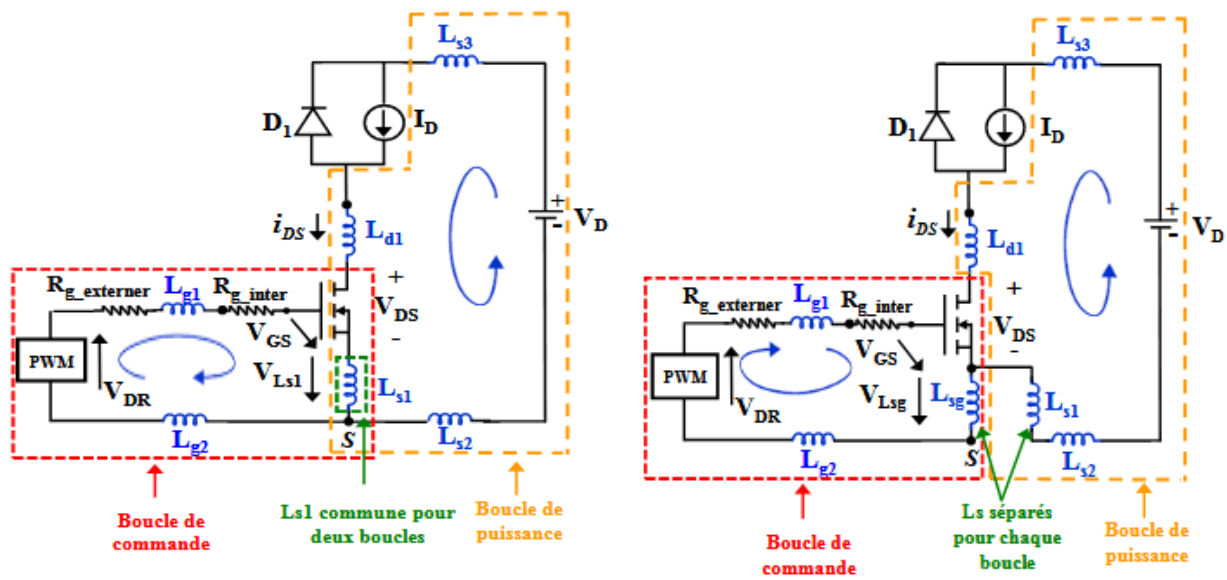 Ls3
D1
ID
+
-
VD
iDS
Ld1
Rg_externer
Lg1
Rg_inter
+
VDS
-
VGS
PWM
VDR
VLs1
Ls1
Lg2
S
Ls2
Boucle de
commande
Ls1 commune pour
deux boucles
Boucle de
puissance
Ls3
D1
ID
+
-
VD
iDS
Ld1
Rg_externer
Lg1
Rg_inter
+
VDS
-
VGS
PWM
VDR
VLsg
Lsg
Ls1
Lg2
S
Ls2
Boucle de
commande
Ls séparés
pour chaque
boucle
Boucle de
puissance